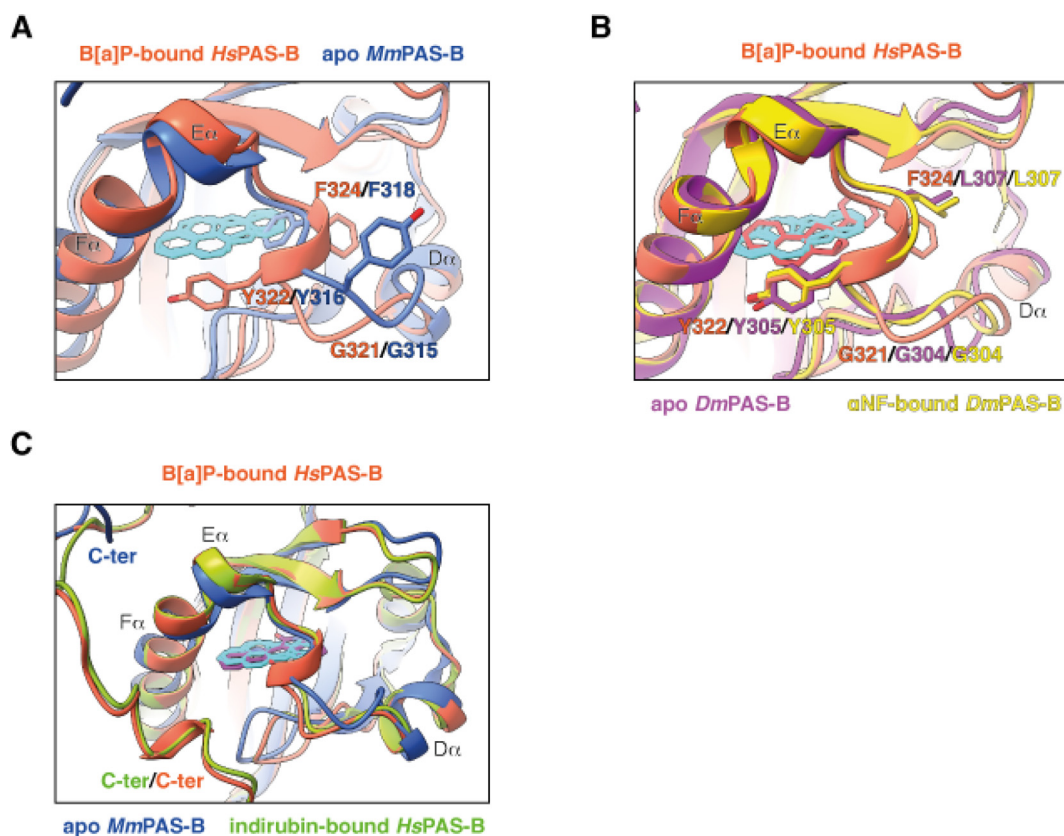 A
B[a]P-bound HsPAS-B apo MmPAS-B
Eα
F324/F318
Fα
Dα
Y322/Y316
G321/G315
B
B[a]P-bound HsPAS-B
Eα
F324/L307/L307
Fα
Dα
Y322/Y305/Y305
G321/G304/G304
apo DmPAS-B αNF-bound DmPAS-B
C
B[a]P-bound HsPAS-B
Eα
C-ter
Fα
Dα
C-ter/C-ter
apo MmPAS-B indirubin-bound HsPAS-B